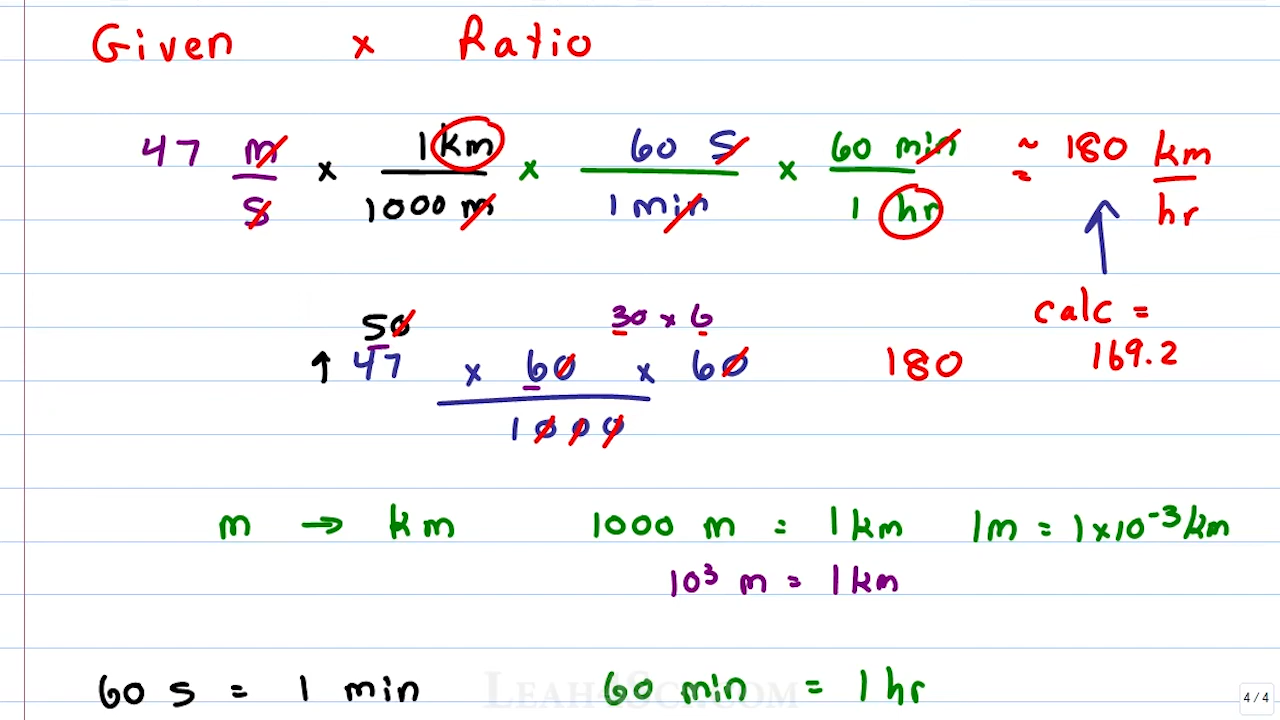 Given x Ratio
47 m/s x 1 km/1000 m x 60 s/1 min x 60 min/1 hr ≈ 180 km/hr
calc =
169.2
50 30 x 6
↑ 47 x 60 x 60 180
1000
m → km 1000 m = 1 km 1m = 1x10⁻³ km
10³ m = 1 km
60 s = 1 min 60 min = 1 hr
LEAH4SCI.COM
4 / 4